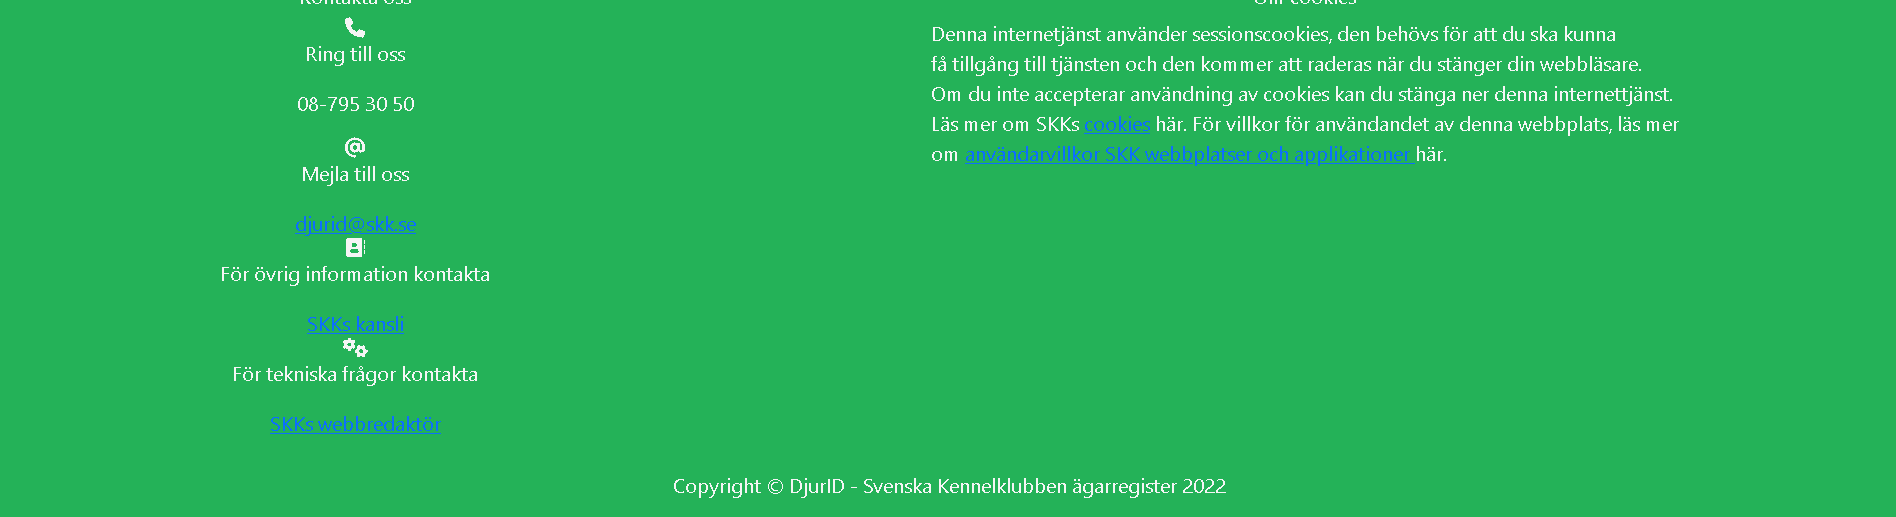 Kontakta oss
Ring till oss
08-795 30 50
Mejla till oss
djurid@skk.se
För övrig information kontakta
SKKs kansli
För tekniska frågor kontakta
SKKs webbredaktör
Om cookies
Denna internetjänst använder sessionscookies, den behövs för att du ska kunna
få tillgång till tjänsten och den kommer att raderas när du stänger din webbläsare.
Om du inte accepterar användning av cookies kan du stänga ner denna internettjänst.
Läs mer om SKKs cookies här. För villkor för användandet av denna webbplats, läs mer
om användarvillkor SKK webbplatser och applikationer här.
Copyright © DjurID - Svenska Kennelklubben ägarregister 2022